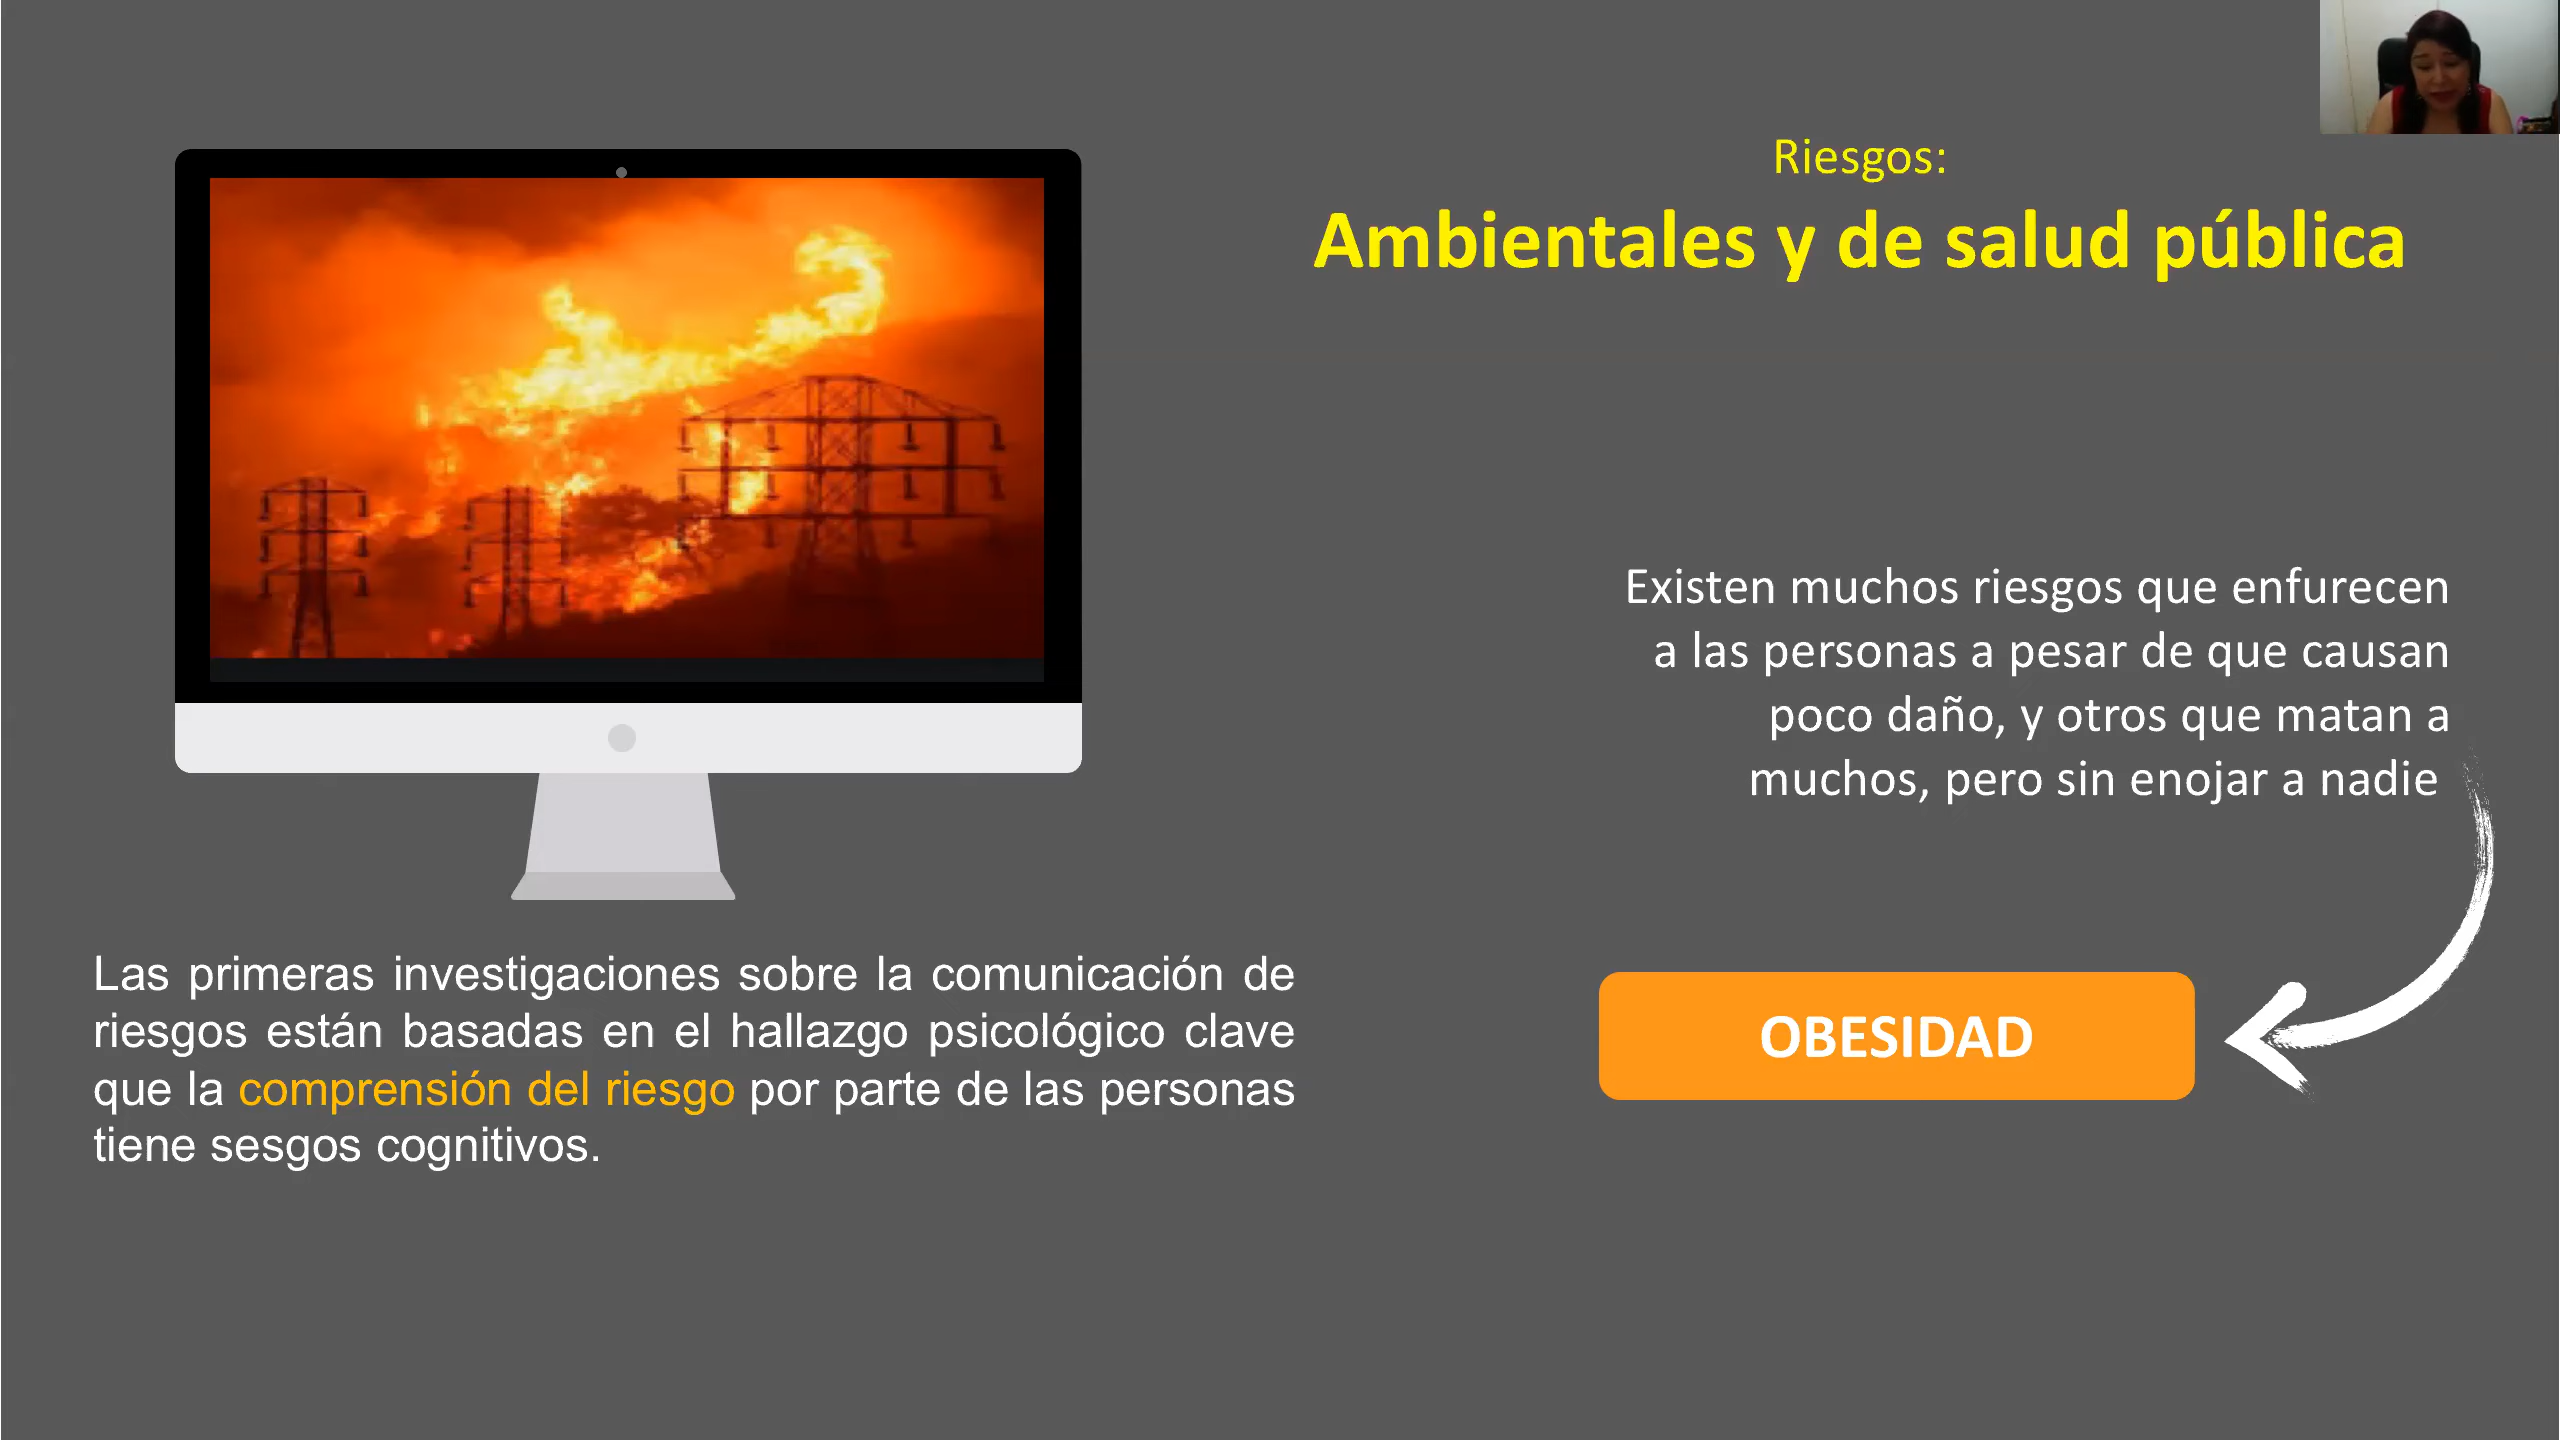 Riesgos:
Ambientales y de salud pública
Existen muchos riesgos que enfurecen
a las personas a pesar de que causan
poco daño, y otros que matan a
muchos, pero sin enojar a nadie
OBESIDAD
Las primeras investigaciones sobre la comunicación de
riesgos están basadas en el hallazgo psicológico clave
que la comprensión del riesgo por parte de las personas
tiene sesgos cognitivos.